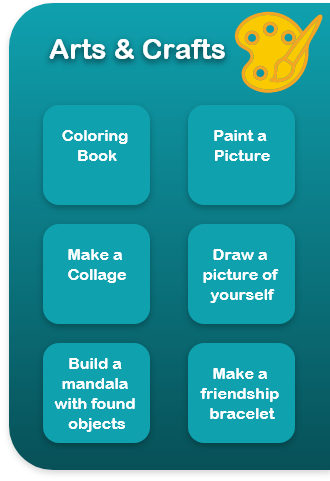 Arts & Crafts
Coloring
Book
Paint a
Picture
Make a
Collage
Draw a
picture of
yourself
Build a
mandala
with found
objects
Make a
friendship
bracelet